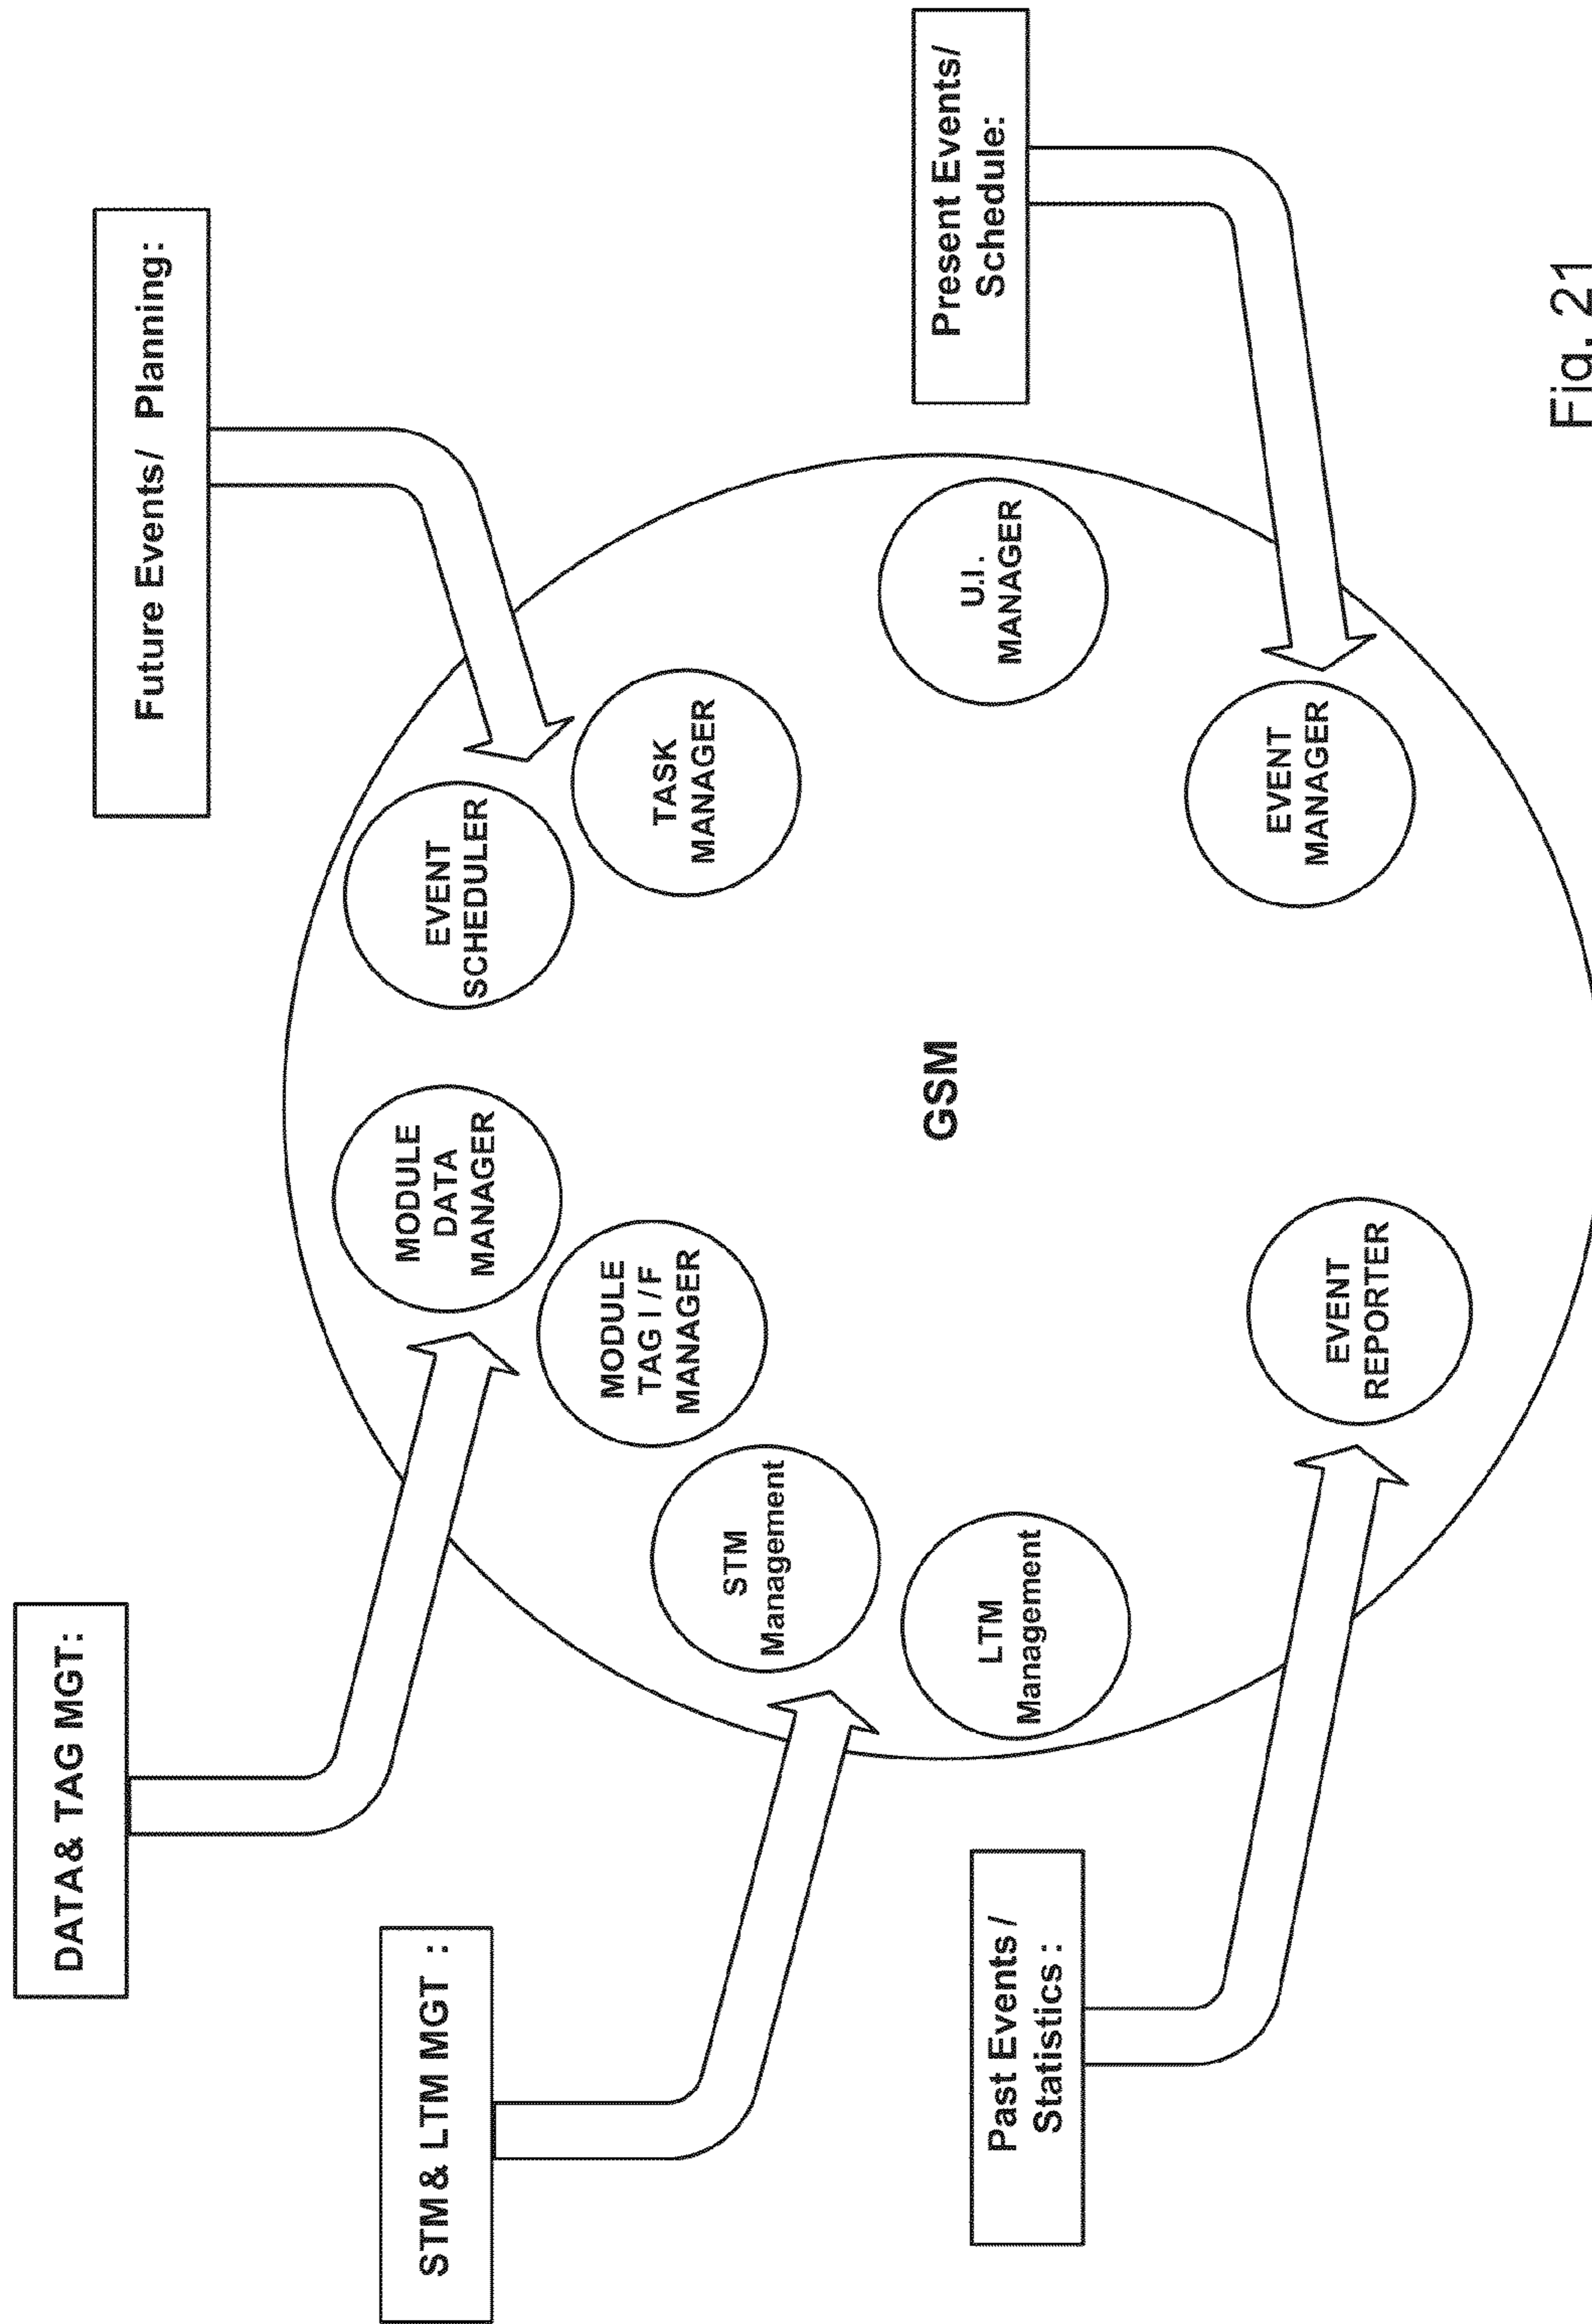 DATA& TAG MGT:
Future Events/ Planning:
STM& LTM MGT :
MODULE
DATA
MANAGER
EVENT
SCHEDULER
MODULE
TAG I/F
MANAGER
TASK
MANAGER
STM
Management
GSM
U.I.
MANAGER
Present Events/
Schedule:
LTM
Management
Past Events/
Statistics:
EVENT
REPORTER
EVENT
MANAGER
Fig. 21